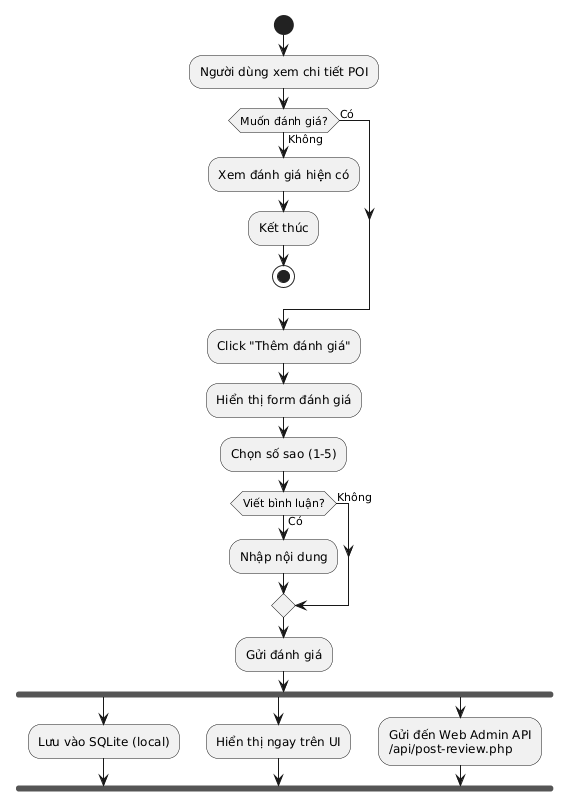 Người dùng xem chi tiết POI
Muốn đánh giá?
Có
Không
Xem đánh giá hiện có
Kết thúc
Click "Thêm đánh giá"
Hiển thị form đánh giá
Chọn số sao (1-5)
Viết bình luận?
Không
Có
Nhập nội dung
Gửi đánh giá
Lưu vào SQLite (local)
Hiển thị ngay trên UI
Gửi đến Web Admin API
/api/post-review.php